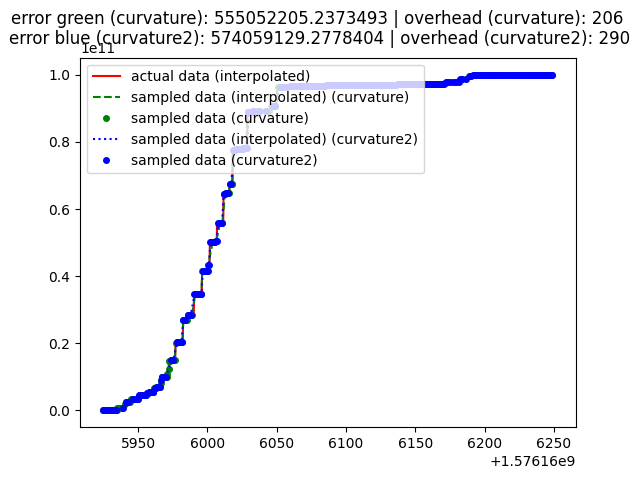 error green (curvature): 555052205.2373493 | overhead (curvature): 206
error blue (curvature2): 574059129.2778404 | overhead (curvature2): 290
1e11
actual data (interpolated)
sampled data (interpolated) (curvature)
sampled data (curvature)
sampled data (interpolated) (curvature2)
sampled data (curvature2)
1.0
0.8
0.6
0.4
0.2
0.0
5950 6000 6050 6100 6150 6200 6250
+1.57616e9